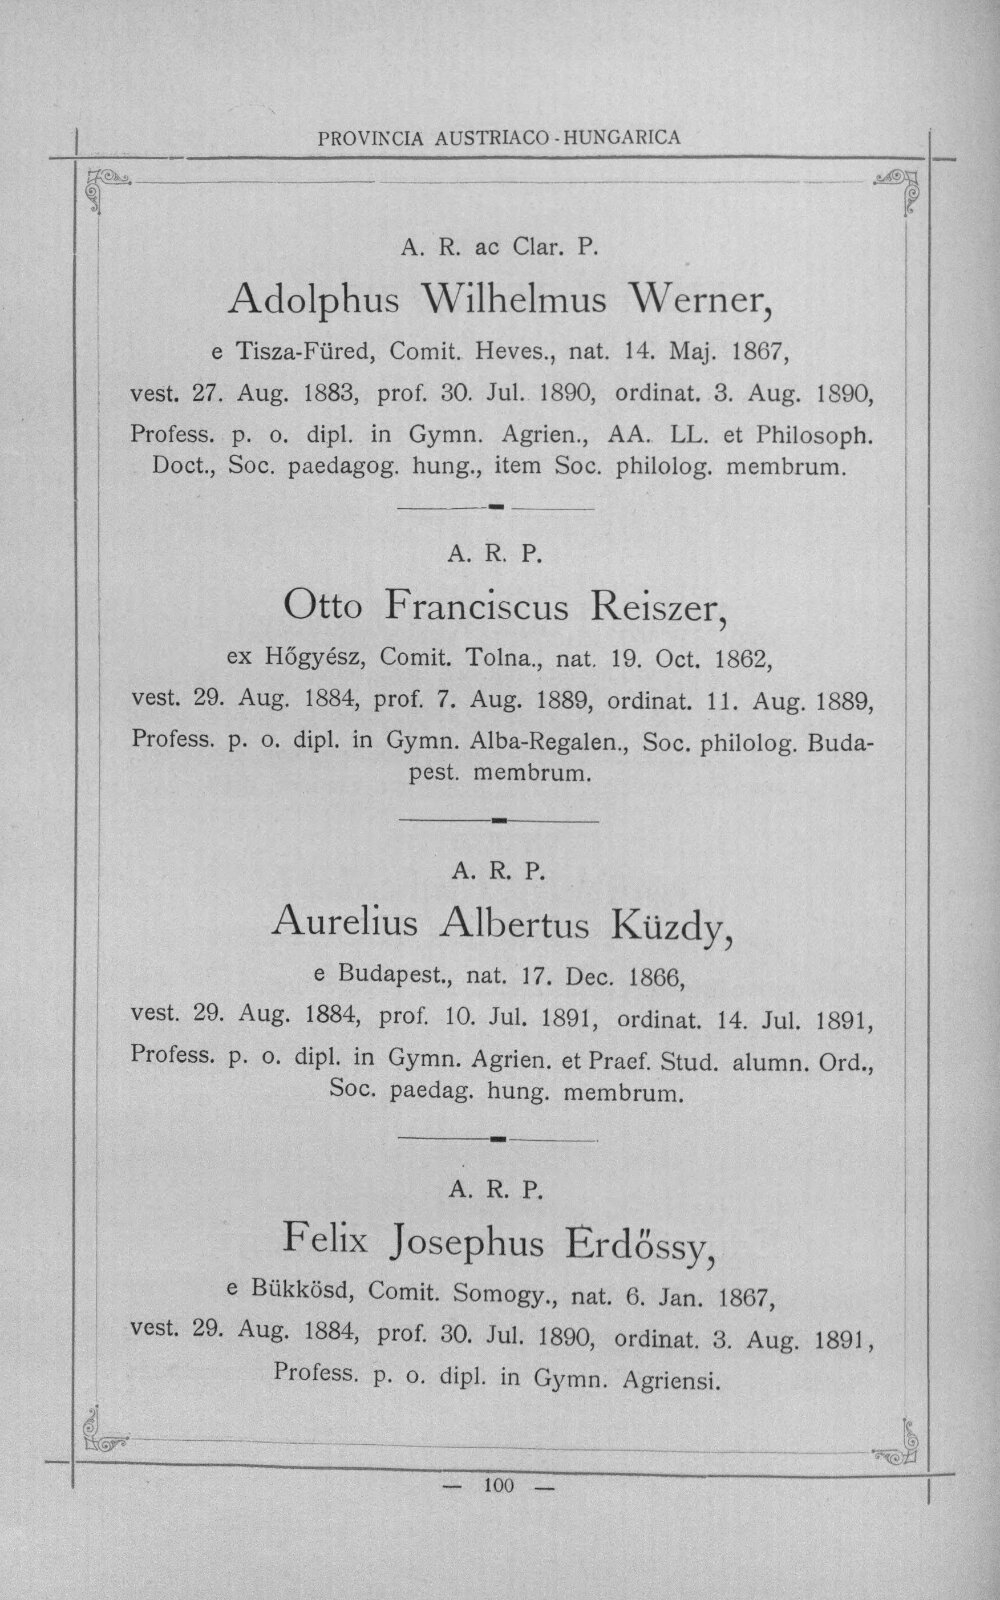 PROVINCIA AUSTRIACO-HUNGARICA
A. R. ac Clar. P.
Adolphus Wilhelmus Werner,
e Tisza-Füred, Comit. Heves., nat. 14. Maj. 1867,
vest. 27. Aug. 1883, prof. 30. Jul. 1890, ordinat. 3. Aug. 1890,
Profess. p. o. dipl. in Gymn. Agrien., AA. LL. et Philosoph.
Doct., Soc. paedagog. hung., item Soc. philolog. membrum.
A. R. P.
Otto Franciscus Reiszer,
ex Hőgyész, Comit. Tolna., nat. 19. Oct. 1862,
vest. 29. Aug. 1884, prof. 7. Aug. 1889, ordinat. 11. Aug. 1889,
Profess. p. o. dipl. in Gymn. Alba-Regalen., Soc. philolog. Buda-
pest. membrum.
A. R. P.
Aurelius Albertus Küzdy,
e Budapest., nat. 17. Dec. 1866,
vest. 29. Aug. 1884, prof. 10. Jul. 1891, ordinat. 14. Jul. 1891,
Profess. p. o. dipl. in Gymn. Agrien. et Praef. Stud. alumn. Ord.,
Soc. paedag. hung. membrum.
A. R. P.
Felix Josephus Erdőssy,
e Bükkösd, Comit. Somogy., nat. 6. Jan. 1867,
vest. 29. Aug. 1884, prof. 30. Jul. 1890, ordinat. 3. Aug. 1891,
Profess. p. o. dipl. in Gymn. Agriensi.
— 100 —